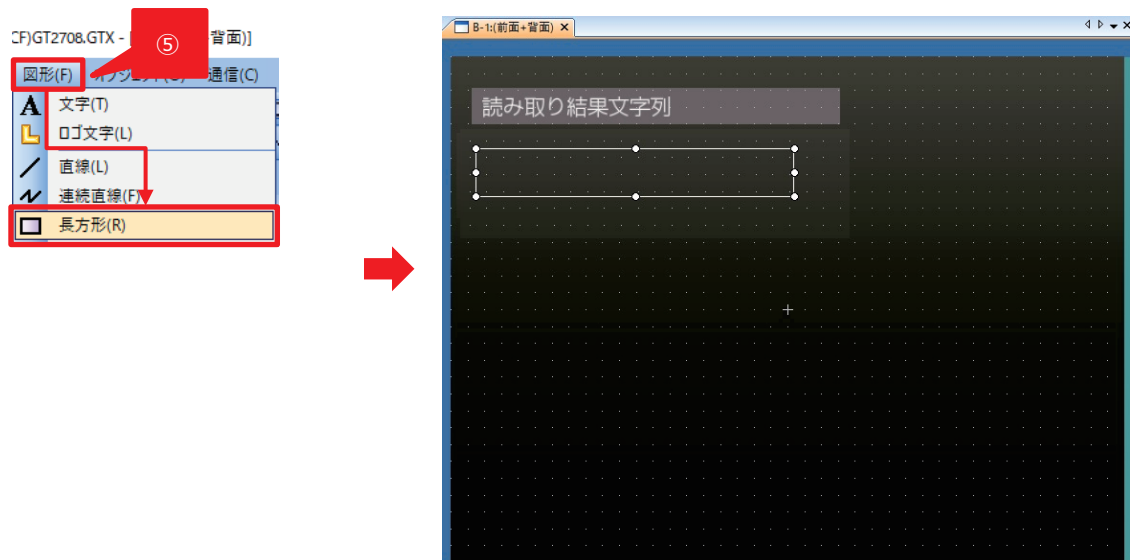 CF)GT2708.GTX - [
背面)]
⑤
図形(F)
通信(C)
A 文字(T)
ロゴ文字(L)
直線(L)
連続直線(F)
長方形(R)
B-1:(前面+背面)
読み取り結果文字列